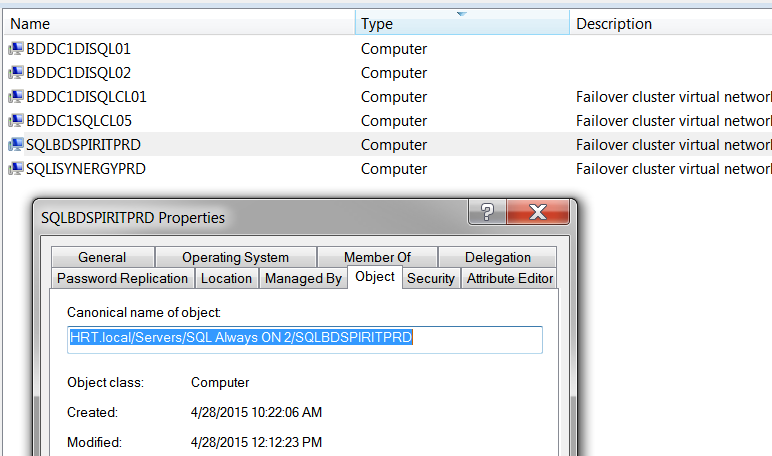 Name Type Description
BDDC1DISQL01 Computer
BDDC1DISQL02 Computer
BDDC1DISQLCL01 Computer Failover cluster virtual network
BDDC1SQLCL05 Computer Failover cluster virtual network
SQLBDSPIRITPRD Computer Failover cluster virtual network
SQLISYNERGYPRD Computer Failover cluster virtual network
SQLBDSPIRITPRD Properties
General Operating System Member Of Delegation
Password Replication Location Managed By Object Security Attribute Editor
Canonical name of object:
HRT.local/Servers/SQL Always ON 2/SQLBDSPIRITPRD
Object class: Computer
Created: 4/28/2015 10:22:06 AM
Modified: 4/28/2015 12:12:23 PM